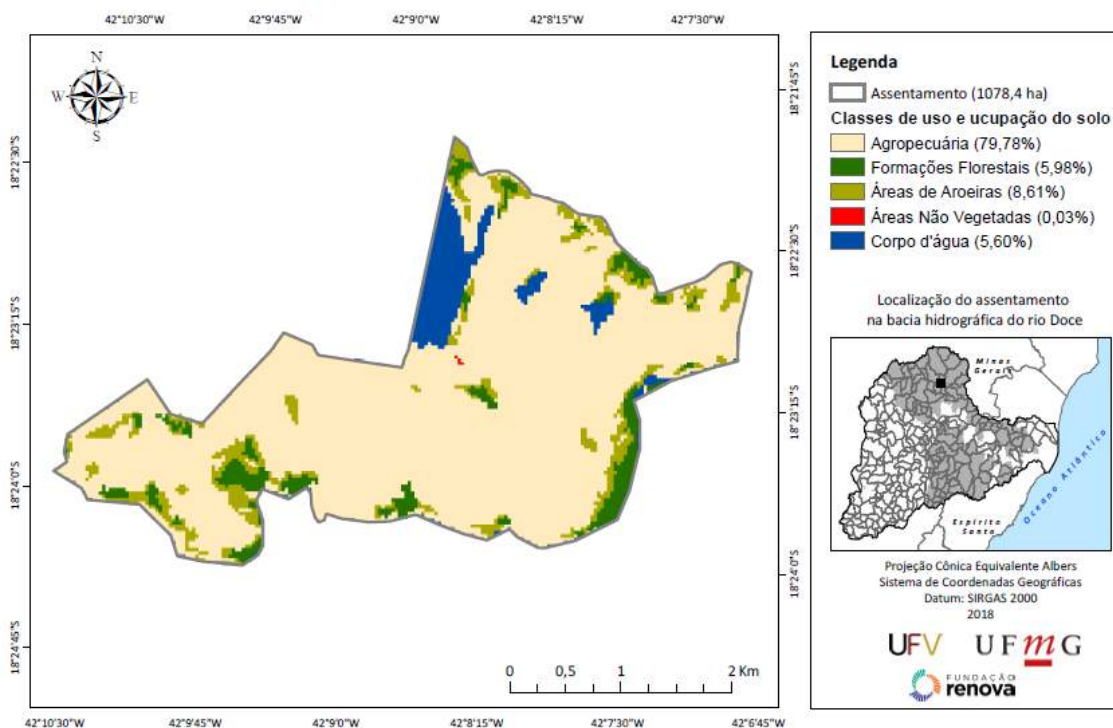 42°10'30"W 42°9'45"W 42°9'0"W 42°8'15"W 42°7'30"W
N
W E
S
18°22'30"S
18°23'15"S
18°24'0"S
18°24'45"S
18°21'45"S
18°22'30"S
18°23'15"S
18°24'0"S
0 0,5 1 2 Km
42°10'30"W 42°9'45"W 42°9'0"W 42°8'15"W 42°7'30"W 42°6'45"W
Legenda
Assentamento (1078,4 ha)
Classes de uso e ucupação do solo
Agropecuária (79,78%)
Formações Florestais (5,98%)
Áreas de Aroeiras (8,61%)
Áreas Não Vegetadas (0,03%)
Corpo d'água (5,60%)
Localização do assentamento
na bacia hidrográfica do rio Doce
Minas
Gerais
Oceano Atlântico
Espírito
Santo
Projeção Cônica Equivalente Albers
Sistema de Coordenadas Geográficas
Datum: SIRGAS 2000
2018
UFV UFmG
FUNDAÇÃO
renova